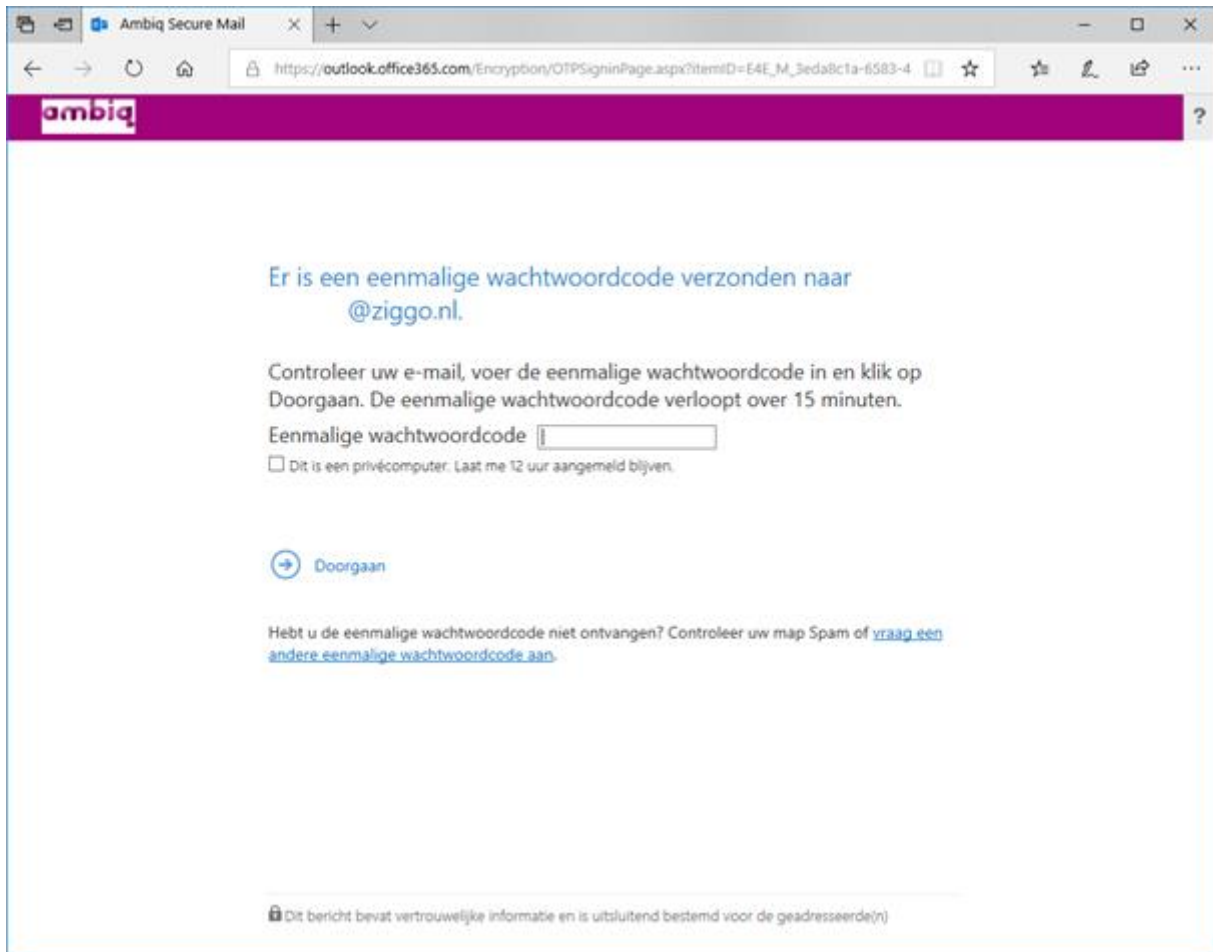 Ambiq Secure Mail
https://outlook.office365.com/Encryption/OTPSigninPage.aspx?itemID=E4E_M_3eda8c1a-6583-4
ambiq
?
Er is een eenmalige wachtwoordcode verzonden naar
@ziggo.nl.
Controleer uw e-mail, voer de eenmalige wachtwoordcode in en klik op
Doorgaan. De eenmalige wachtwoordcode verloopt over 15 minuten.
Eenmalige wachtwoordcode
Dit is een privécomputer. Laat me 12 uur aangemeld blijven.
Doorgaan
Hebt u de eenmalige wachtwoordcode niet ontvangen? Controleer uw map Spam of vraag een
andere eenmalige wachtwoordcode aan.
Dit bericht bevat vertrouwelijke informatie en is uitsluitend bestemd voor de geadresseerde(n)